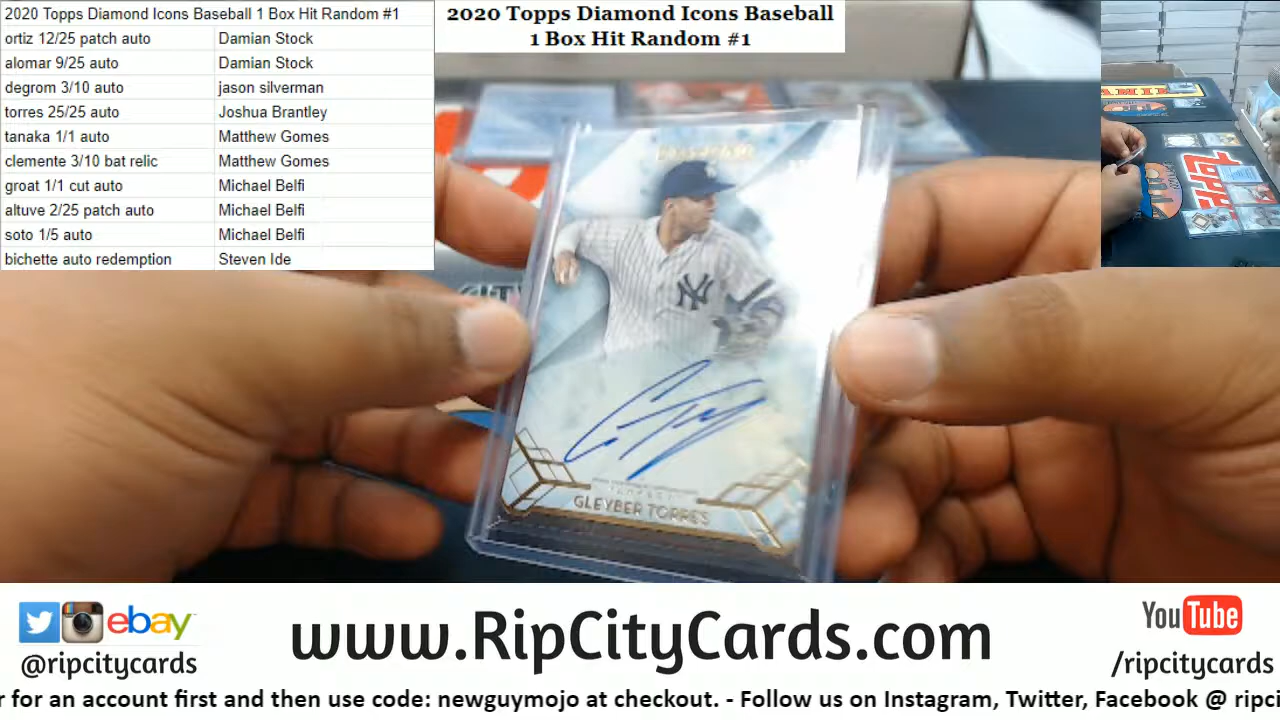 2020 Topps Diamond Icons Baseball 1 Box Hit Random #1
ortiz 12/25 patch auto Damian Stock
alomar 9/25 auto Damian Stock
degrom 3/10 auto jason silverman
torres 25/25 auto Joshua Brantley
tanaka 1/1 auto Matthew Gomes
clemente 3/10 bat relic Matthew Gomes
groat 1/1 cut auto Michael Belfi
altuve 2/25 patch auto Michael Belfi
soto 1/5 auto Michael Belfi
bichette auto redemption Steven Ide
2020 Topps Diamond Icons Baseball
1 Box Hit Random #1
TOPPS
GLEYBER TORRES
ebay
@ripcitycards
www.RipCityCards.com
YouTube
/ripcitycards
r for an account first and then use code: newguymojo at checkout. - Follow us on Instagram, Twitter, Facebook @ ripci